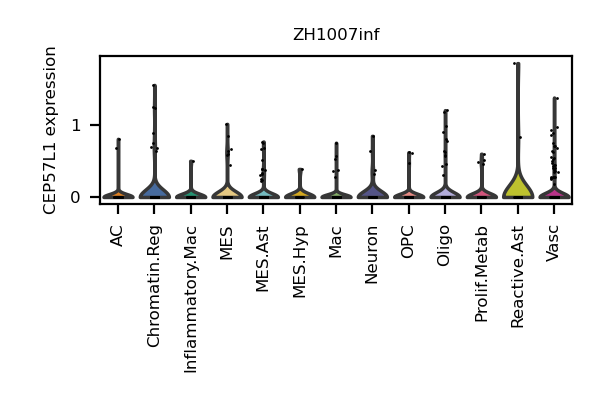 ZH1007inf
CEP57L1 expression
1
0
AC
Chromatin.Reg
Inflammatory.Mac
MES
MES.Ast
MES.Hyp
Mac
Neuron
OPC
Oligo
Prolif.Metab
Reactive.Ast
Vasc